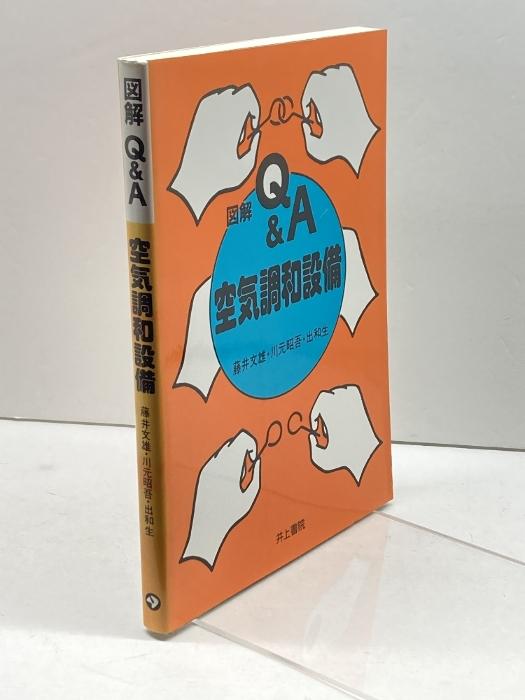 図解 Q&A
空気調和設備
藤井文雄・川元昭吾・出和生
図解 Q
&A
空気調和設備
藤井文雄・川元昭吾・出和生
井上書院